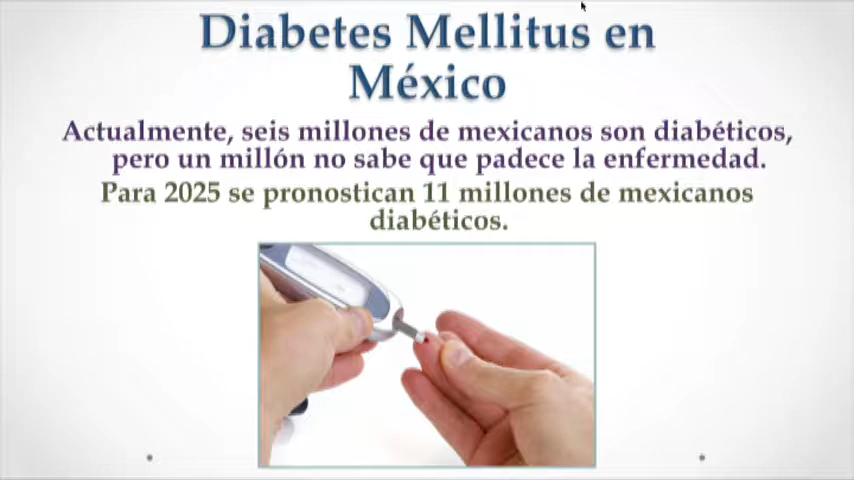 Diabetes Mellitus en
México
Actualmente, seis millones de mexicanos son diabéticos,
pero un millón no sabe que padece la enfermedad.
Para 2025 se pronostican 11 millones de mexicanos
diabéticos.